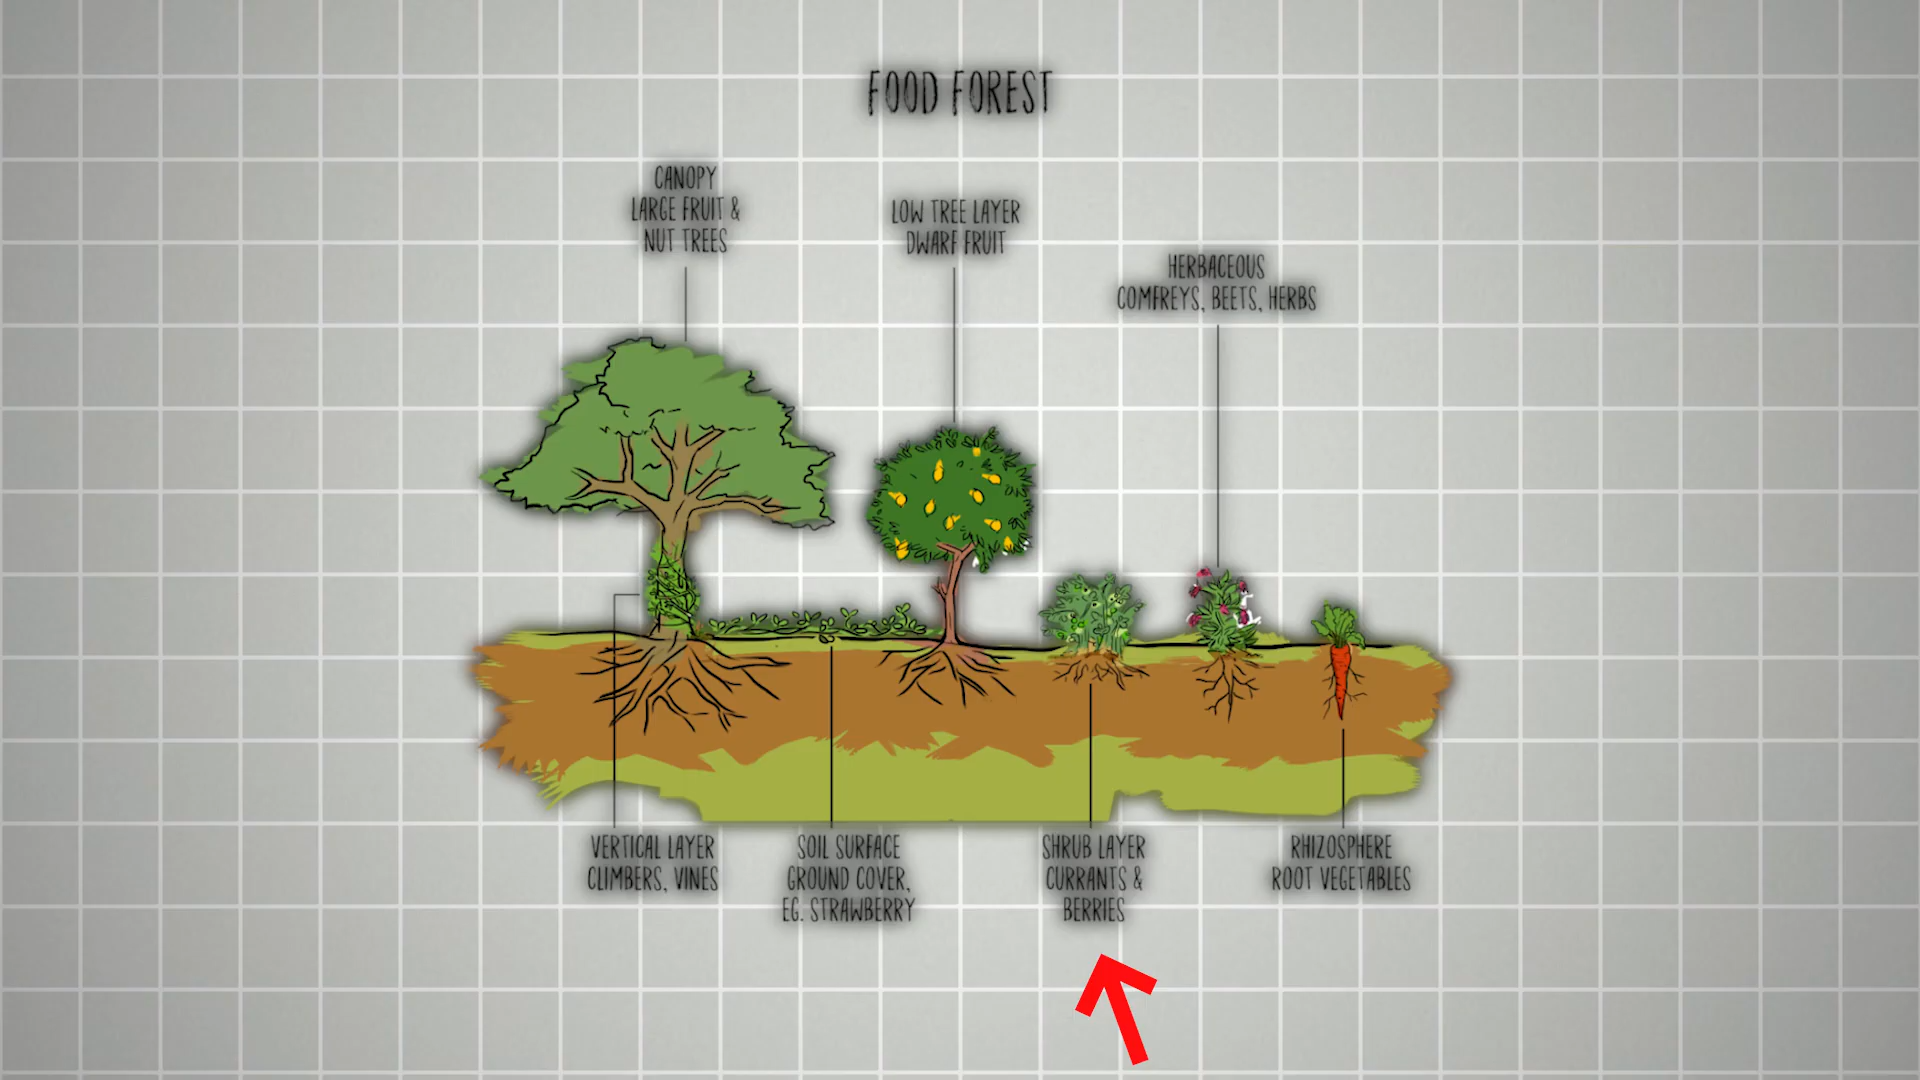 FOOD FOREST
CANOPY
LARGE FRUIT &
NUT TREES
LOW TREE LAYER
DWARF FRUIT
HERBACEOUS
COMFREYS, BEETS, HERBS
VERTICAL LAYER
CLIMBERS, VINES
SOIL SURFACE
GROUND COVER,
EG. STRAWBERRY
SHRUB LAYER
CURRANTS &
BERRIES
RHIZOSPHERE
ROOT VEGETABLES